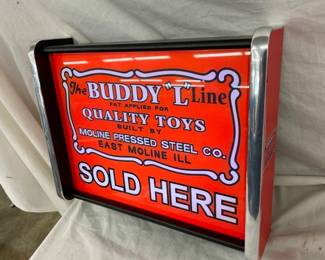 The BUDDY "L" Line
PAT APPLIED FOR
QUALITY TOYS
BUILT BY
MOLINE PRESSED STEEL CO.
EAST MOLINE ILL
SOLD HERE